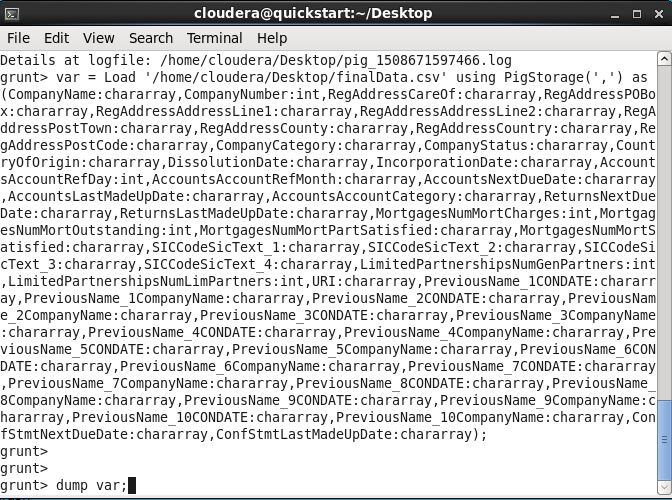 cloudera@quickstart:~/Desktop
File Edit View Search Terminal Help
Details at logfile: /home/cloudera/Desktop/pig_1508671597466.log
grunt> var = Load '/home/cloudera/Desktop/finalData.csv' using PigStorage(',') as
(CompanyName:chararray,CompanyNumber:int,RegAddressCareOf:chararray,RegAddressPOBo
x:chararray,RegAddressAddressLine1:chararray,RegAddressAddressLine2:chararray,RegA
ddressPostTown:chararray,RegAddressCounty:chararray,RegAddressCountry:chararray,Re
gAddressPostCode:chararray,CompanyCategory:chararray,CompanyStatus:chararray,Count
ryOfOrigin:chararray,DissolutionDate:chararray,IncorporationDate:chararray,Account
sAccountRefDay:int,AccountsAccountRefMonth:chararray,AccountsNextDueDate:chararray
,AccountsLastMadeUpDate:chararray,AccountsAccountCategory:chararray,ReturnsNextDue
Date:chararray,ReturnsLastMadeUpDate:chararray,MortgagesNumMortCharges:int,Mortgag
esNumMortOutstanding:int,MortgagesNumMortPartSatisfied:chararray,MortgagesNumMortS
atisfied:chararray,SICCodeSicText_1:chararray,SICCodeSicText_2:chararray,SICCodeSi
cText_3:chararray,SICCodeSicText_4:chararray,LimitedPartnershipsNumGenPartners:int
,LimitedPartnershipsNumLimPartners:int,URI:chararray,PreviousName_1CONDATE:chararr
ay,PreviousName_1CompanyName:chararray,PreviousName_2CONDATE:chararray,PreviousNam
e_2CompanyName:chararray,PreviousName_3CONDATE:chararray,PreviousName_3CompanyName
:chararray,PreviousName_4CONDATE:chararray,PreviousName_4CompanyName:chararray,Pre
viousName_5CONDATE:chararray,PreviousName_5CompanyName:chararray,PreviousName_6CON
DATE:chararray,PreviousName_6CompanyName:chararray,PreviousName_7CONDATE:chararray
,PreviousName_7CompanyName:chararray,PreviousName_8CONDATE:chararray,PreviousName_
8CompanyName:chararray,PreviousName_9CONDATE:chararray,PreviousName_9CompanyName:c
hararray,PreviousName_10CONDATE:chararray,PreviousName_10CompanyName:chararray,Con
fStmtNextDueDate:chararray,ConfStmtLastMadeUpDate:chararray);
grunt>
grunt>
grunt> dump var;